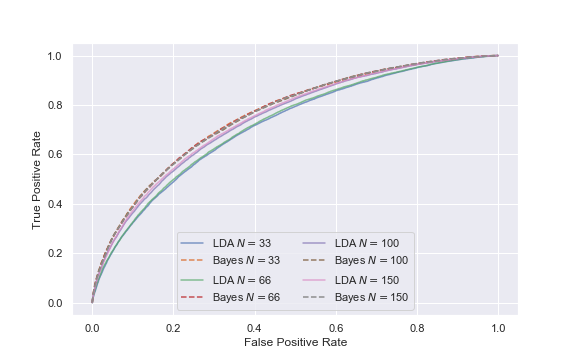 1.0
0.8
0.6
0.4
0.2
0.0
True Positive Rate
LDA N = 33
Bayes N = 33
LDA N = 66
Bayes N = 66
LDA N = 100
Bayes N = 100
LDA N = 150
Bayes N = 150
0.0 0.2 0.4 0.6 0.8 1.0
False Positive Rate